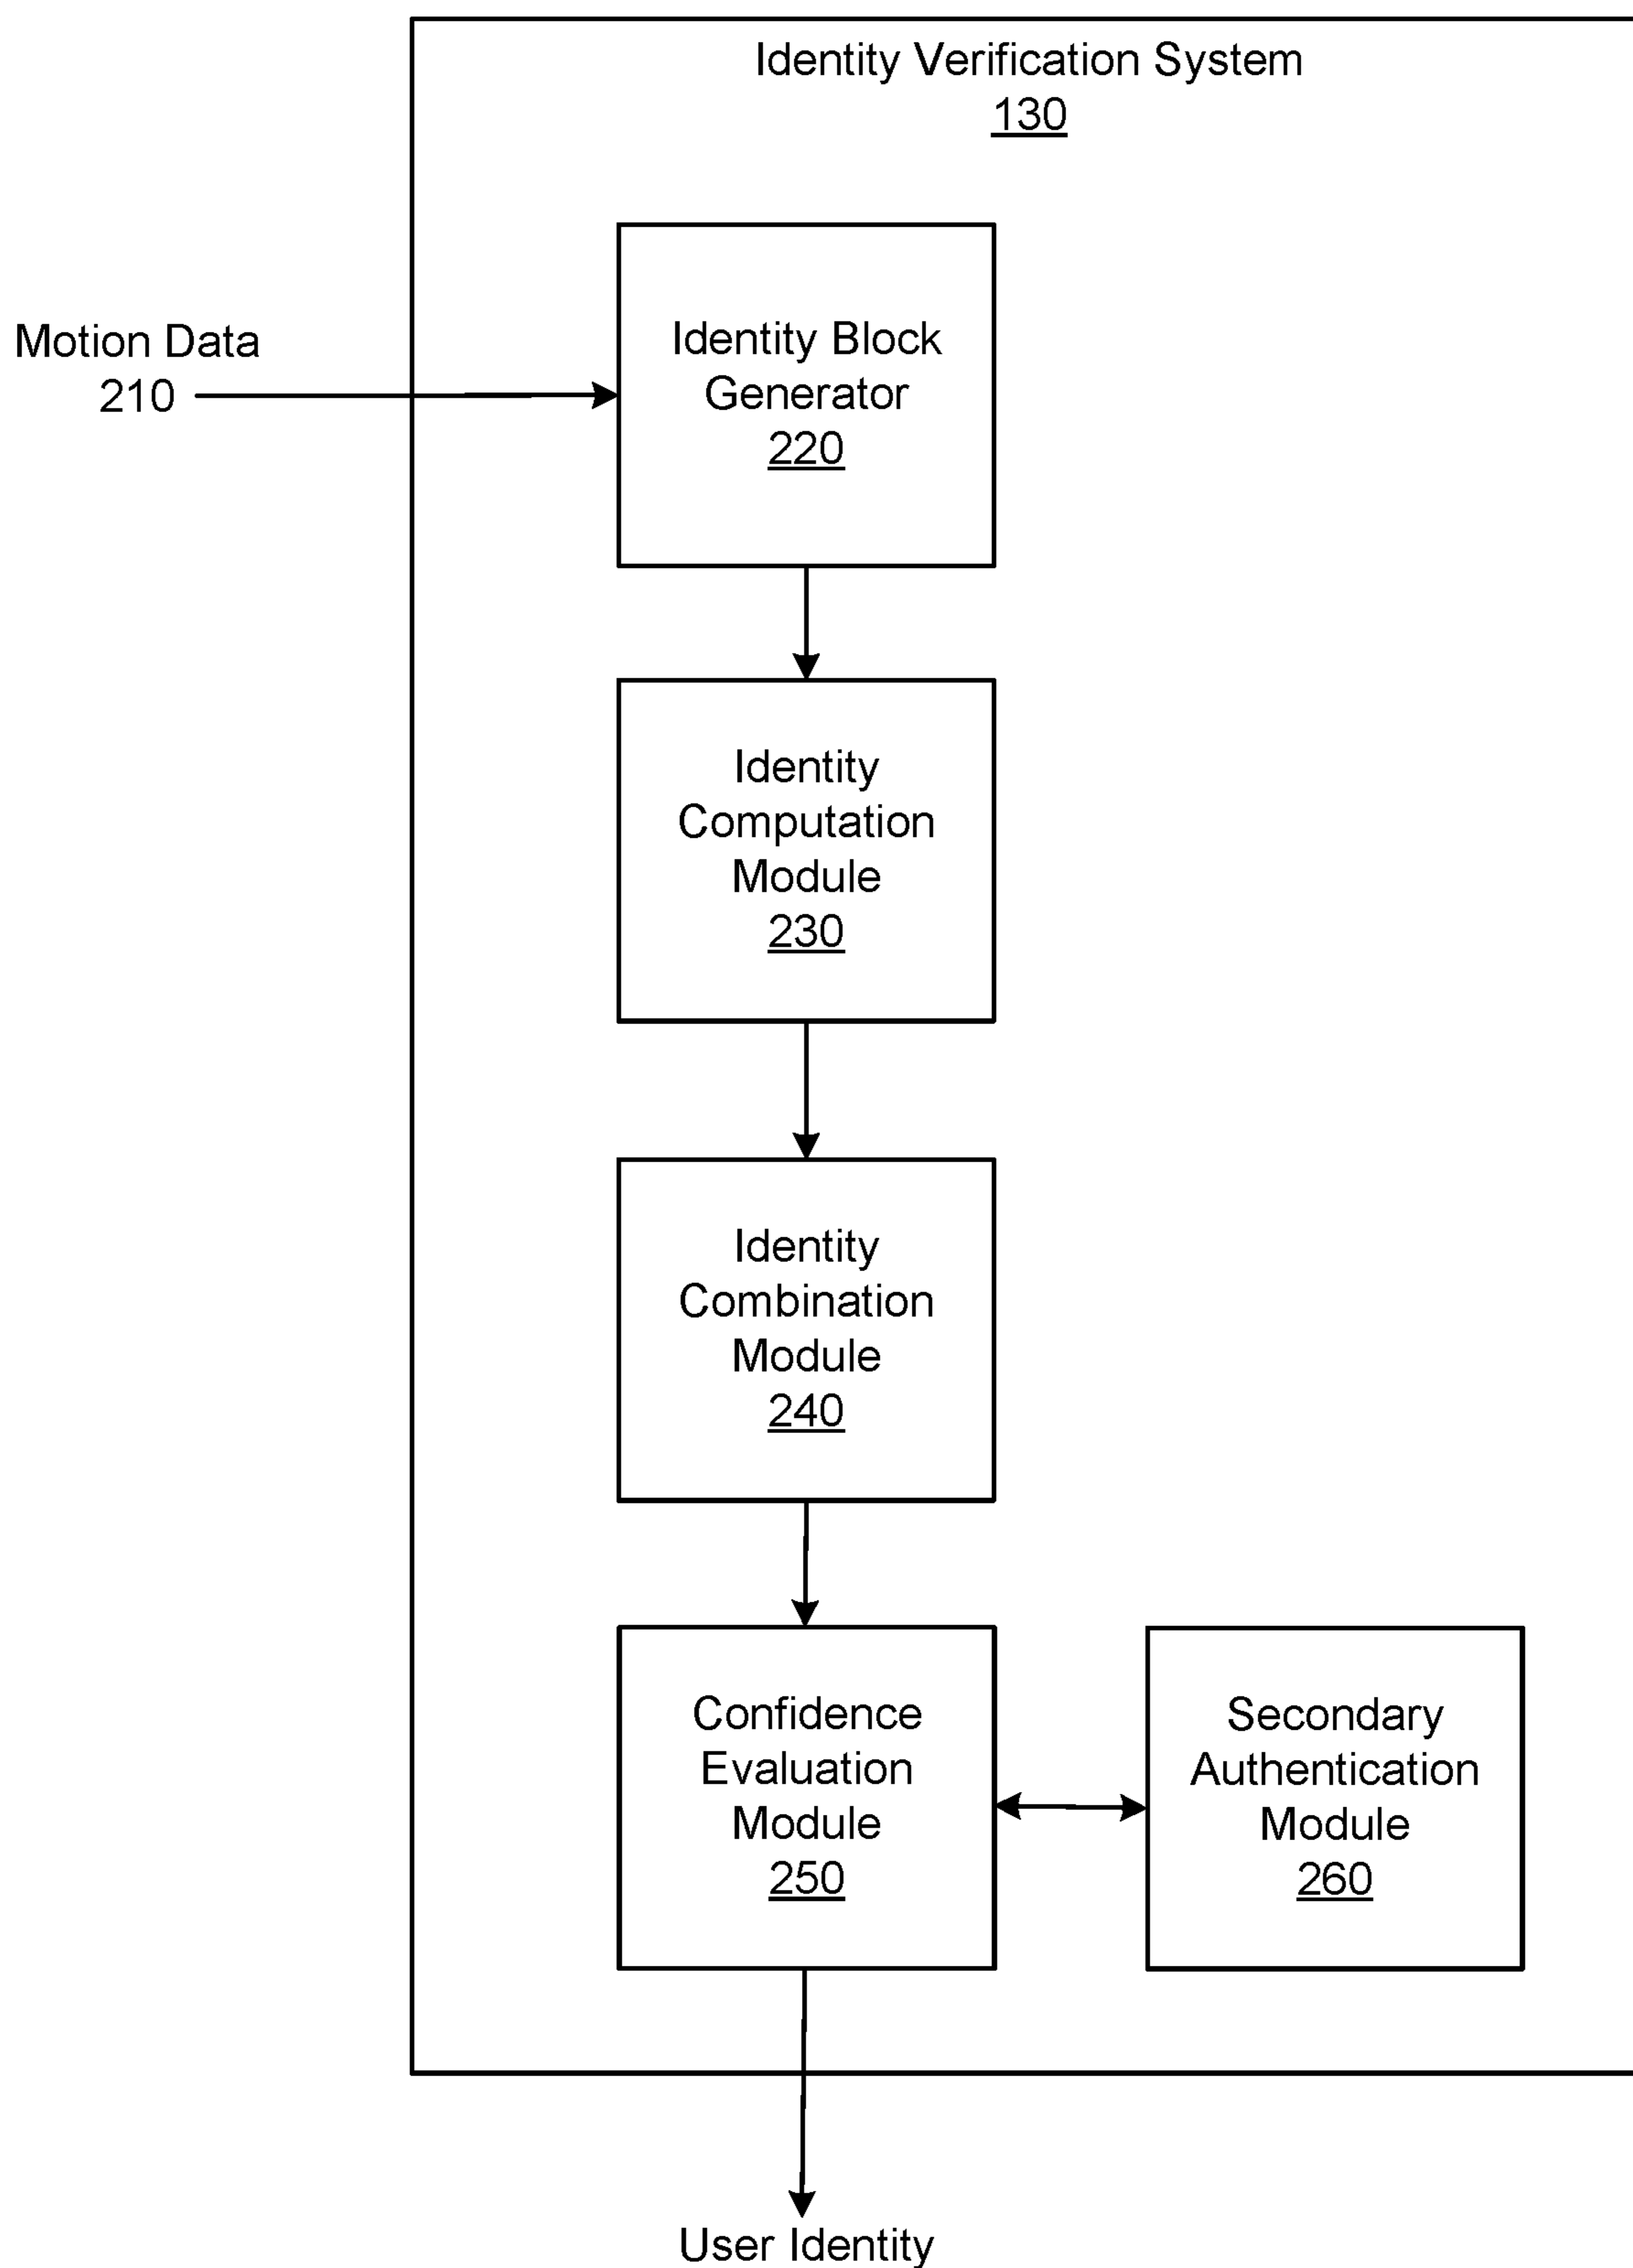 Identity Verification System
130
Motion Data
210
Identity Block
Generator
220
Identity
Computation
Module
230
Identity
Combination
Module
240
Confidence
Evaluation
Module
250
Secondary
Authentication
Module
260
User Identity